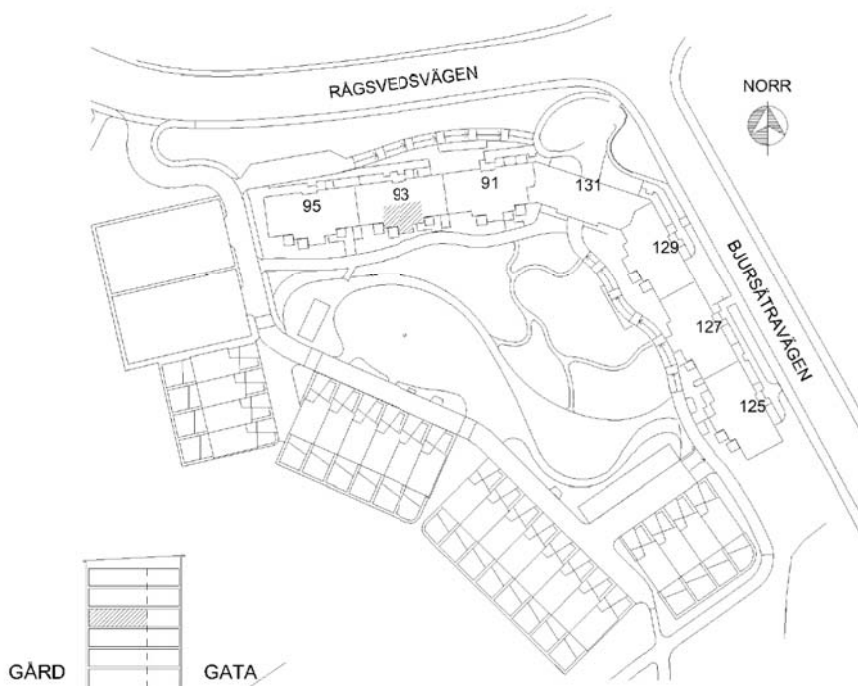 RÅGSVEDSVÄGEN
NORR
95
93
91
131
129
BJURSÄTRAVÄGEN
127
125
GÅRD
GATA